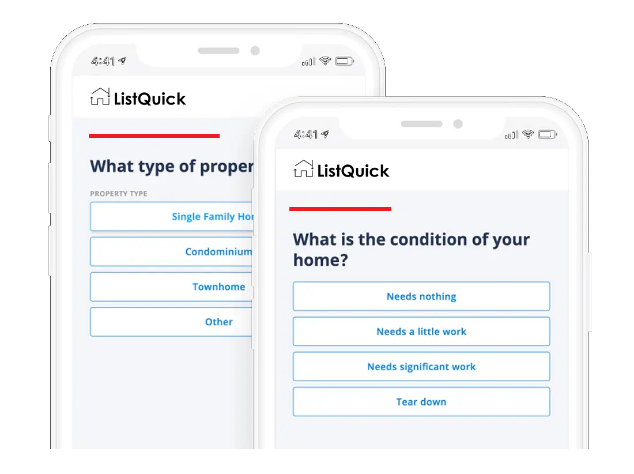 4:41
ListQuick
What type of proper
PROPERTY TYPE
Single Family Hom
Condominium
Townhome
Other
4:41
ListQuick
What is the condition of your
home?
Needs nothing
Needs a little work
Needs significant work
Tear down